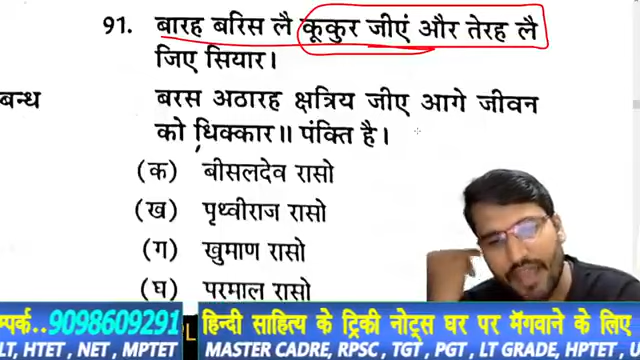 91. बारह बरिस लै कूकुर जीएं और तेरह लै
जिए सियार।
बन्ध
बरस अठारह क्षत्रिय जीए आगे जीवन
को धिक्कार॥ पंक्ति है।
(क) बीसलदेव रासो
(ख) पृथ्वीराज रासो
(ग) खुमाण रासो
(घ) परमाल रासो
म्पर्क..9098609291 हिन्दी साहित्य के ट्रिकी नोट्स घर पर मॅगवाने के लिए
LT, HTET , NET , MPTET L MASTER CADRE, RPSC , TGT , PGT , LT GRADE, HPTET